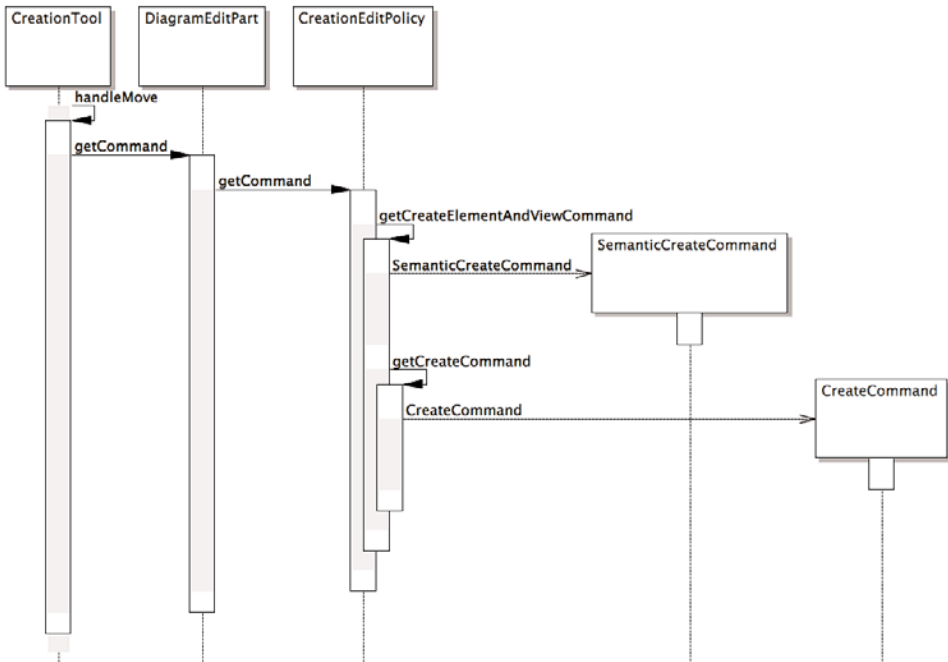 CreationTool
DiagramEditPart
CreationEditPolicy
handleMove
getCommand
getCommand
getCreateElementAndViewCommand
SemanticCreateCommand
SemanticCreateCommand
getCreateCommand
CreateCommand
CreateCommand